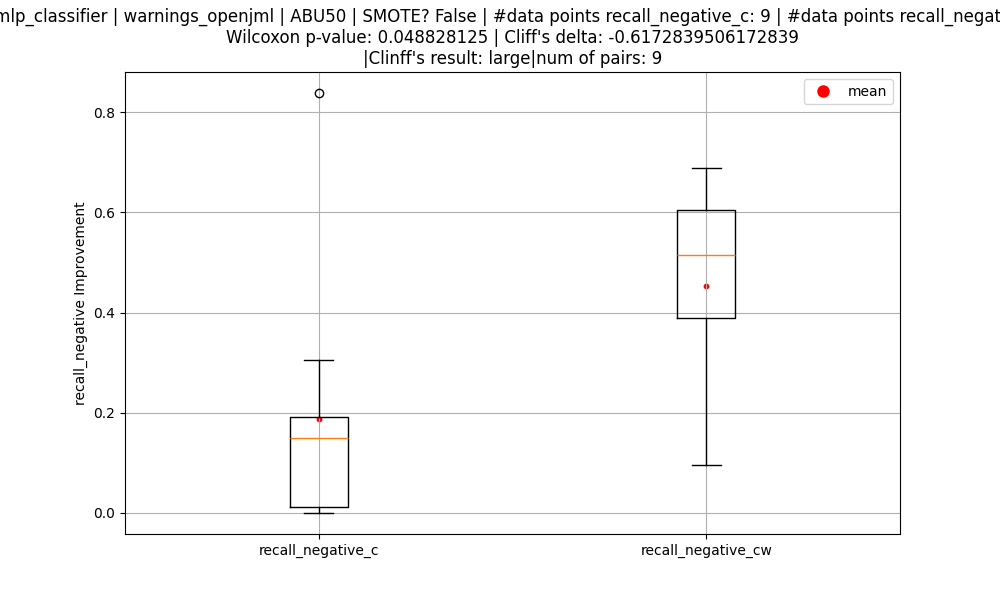 mlp_classifier | warnings_openjml | ABU50 | SMOTE? False | #data points recall_negative_c: 9 | #data points
Wilcoxon p-value: 0.048828125 | Cliff's delta: -0.6172839506172839
|Clinff's result: large|num of pairs: 9
mean
recall_negative Improvement
0.8
0.6
0.4
0.2
0.0
recall_negative_c
recall_negative_cw